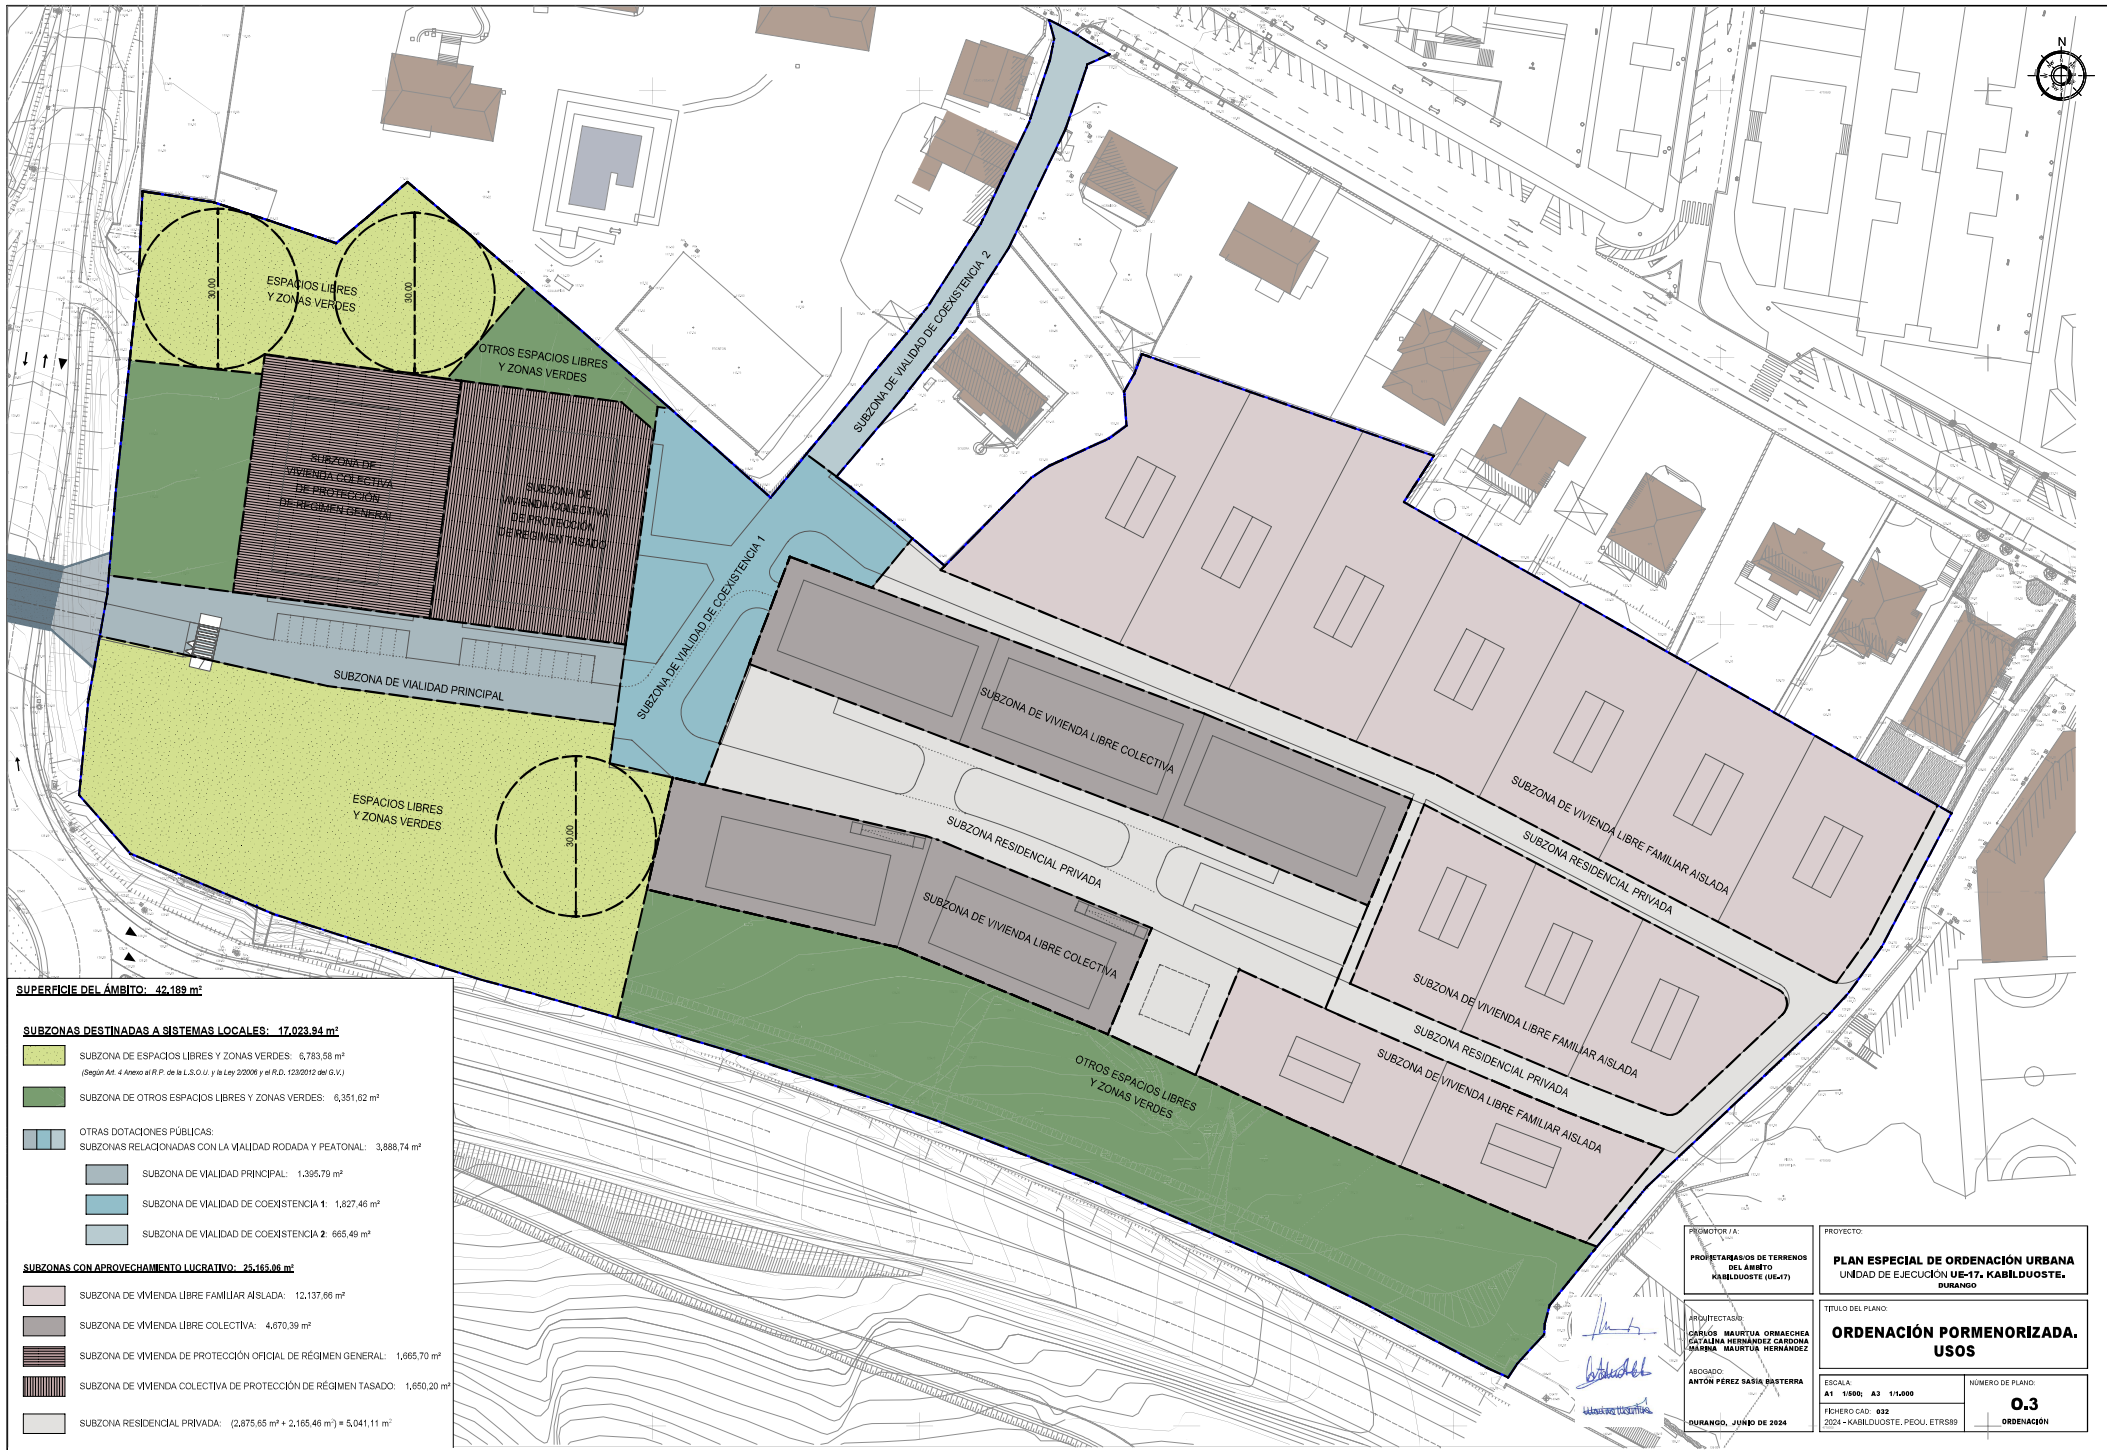 N
ESPACIOS LIBRES
Y ZONAS VERDES
30.00
30.00
OTROS ESPACIOS LIBRES
Y ZONAS VERDES
SUBZONA DE VIALIDAD DE COEXISTENCIA 2
SUBZONA DE
VIVIENDA COLECTIVA
DE PROTECCIÓN
DE RÉGIMEN GENERAL
SUBZONA DE
VIVIENDA COLECTIVA
DE PROTECCIÓN
DE RÉGIMEN TASADO
SUBZONA DE VIALIDAD DE COEXISTENCIA 1
SUBZONA DE VIALIDAD PRINCIPAL
SUBZONA DE VIVIENDA LIBRE COLECTIVA
SUBZONA DE VIVIENDA LIBRE FAMILIAR AISLADA
SUBZONA RESIDENCIAL PRIVADA
ESPACIOS LIBRES
Y ZONAS VERDES
30.00
SUBZONA RESIDENCIAL PRIVADA
SUBZONA DE VIVIENDA LIBRE COLECTIVA
SUBZONA DE VIVIENDA LIBRE FAMILIAR AISLADA
SUBZONA RESIDENCIAL PRIVADA
SUBZONA DE VIVIENDA LIBRE FAMILIAR AISLADA
OTROS ESPACIOS LIBRES
Y ZONAS VERDES
SUPERFICIE DEL ÁMBITO: 42.189 m²
SUBZONAS DESTINADAS A SISTEMAS LOCALES: 17,023.94 m²
SUBZONA DE ESPACIOS LIBRES Y ZONAS VERDES: 6,783,58 m²
(Según Art. 4 Anexo al R.P. de la L.S.O.U. y la Ley 2/2006 y el R.D. 123/2012 del G.V.)
SUBZONA DE OTROS ESPACIOS LIBRES Y ZONAS VERDES: 6,351,62 m²
OTRAS DOTACIONES PÚBLICAS:
SUBZONAS RELACIONADAS CON LA VIALIDAD RODADA Y PEATONAL: 3,888,74 m²
SUBZONA DE VIALIDAD PRINCIPAL: 1.395.79 m²
SUBZONA DE VIALIDAD DE COEXISTENCIA 1: 1,827,46 m²
SUBZONA DE VIALIDAD DE COEXISTENCIA 2: 665,49 m²
SUBZONAS CON APROVECHAMIENTO LUCRATIVO: 25,165.06 m²
SUBZONA DE VIVIENDA LIBRE FAMILIAR AISLADA: 12.137,66 m²
SUBZONA DE VIVIENDA LIBRE COLECTIVA: 4.670,39 m²
SUBZONA DE VIVIENDA DE PROTECCIÓN OFICIAL DE RÉGIMEN GENERAL: 1,665,70 m²
SUBZONA DE VIVIENDA COLECTIVA DE PROTECCIÓN DE RÉGIMEN TASADO: 1,650,20 m²
SUBZONA RESIDENCIAL PRIVADA: (2,875,65 m² + 2,165,46 m²) = 5,041,11 m²
PROMOTOR / A:
PROPIETARIAS/OS DE TERRENOS
DEL ÁMBITO
KABILDUOSTE (UE-17)
PROYECTO:
PLAN ESPECIAL DE ORDENACIÓN URBANA
UNIDAD DE EJECUCIÓN UE-17. KABILDUOSTE.
DURANGO
ARQUITECTAS/O:
CARLOS MAURTUA ORMAECHEA
CATALINA HERNÁNDEZ CARDONA
MARINA MAURTUA HERNÁNDEZ
ABOGADO:
ANTÓN PÉREZ SASIA BASTERRA
DURANGO, JUNIO DE 2024
TÍTULO DEL PLANO:
ORDENACIÓN PORMENORIZADA.
USOS
ESCALA:
A1 1/500; A3 1/1.000
FICHERO CAD: 032
2024 - KABILDUOSTE. PEOU. ETRS89
NÚMERO DE PLANO:
O.3
ORDENACIÓN